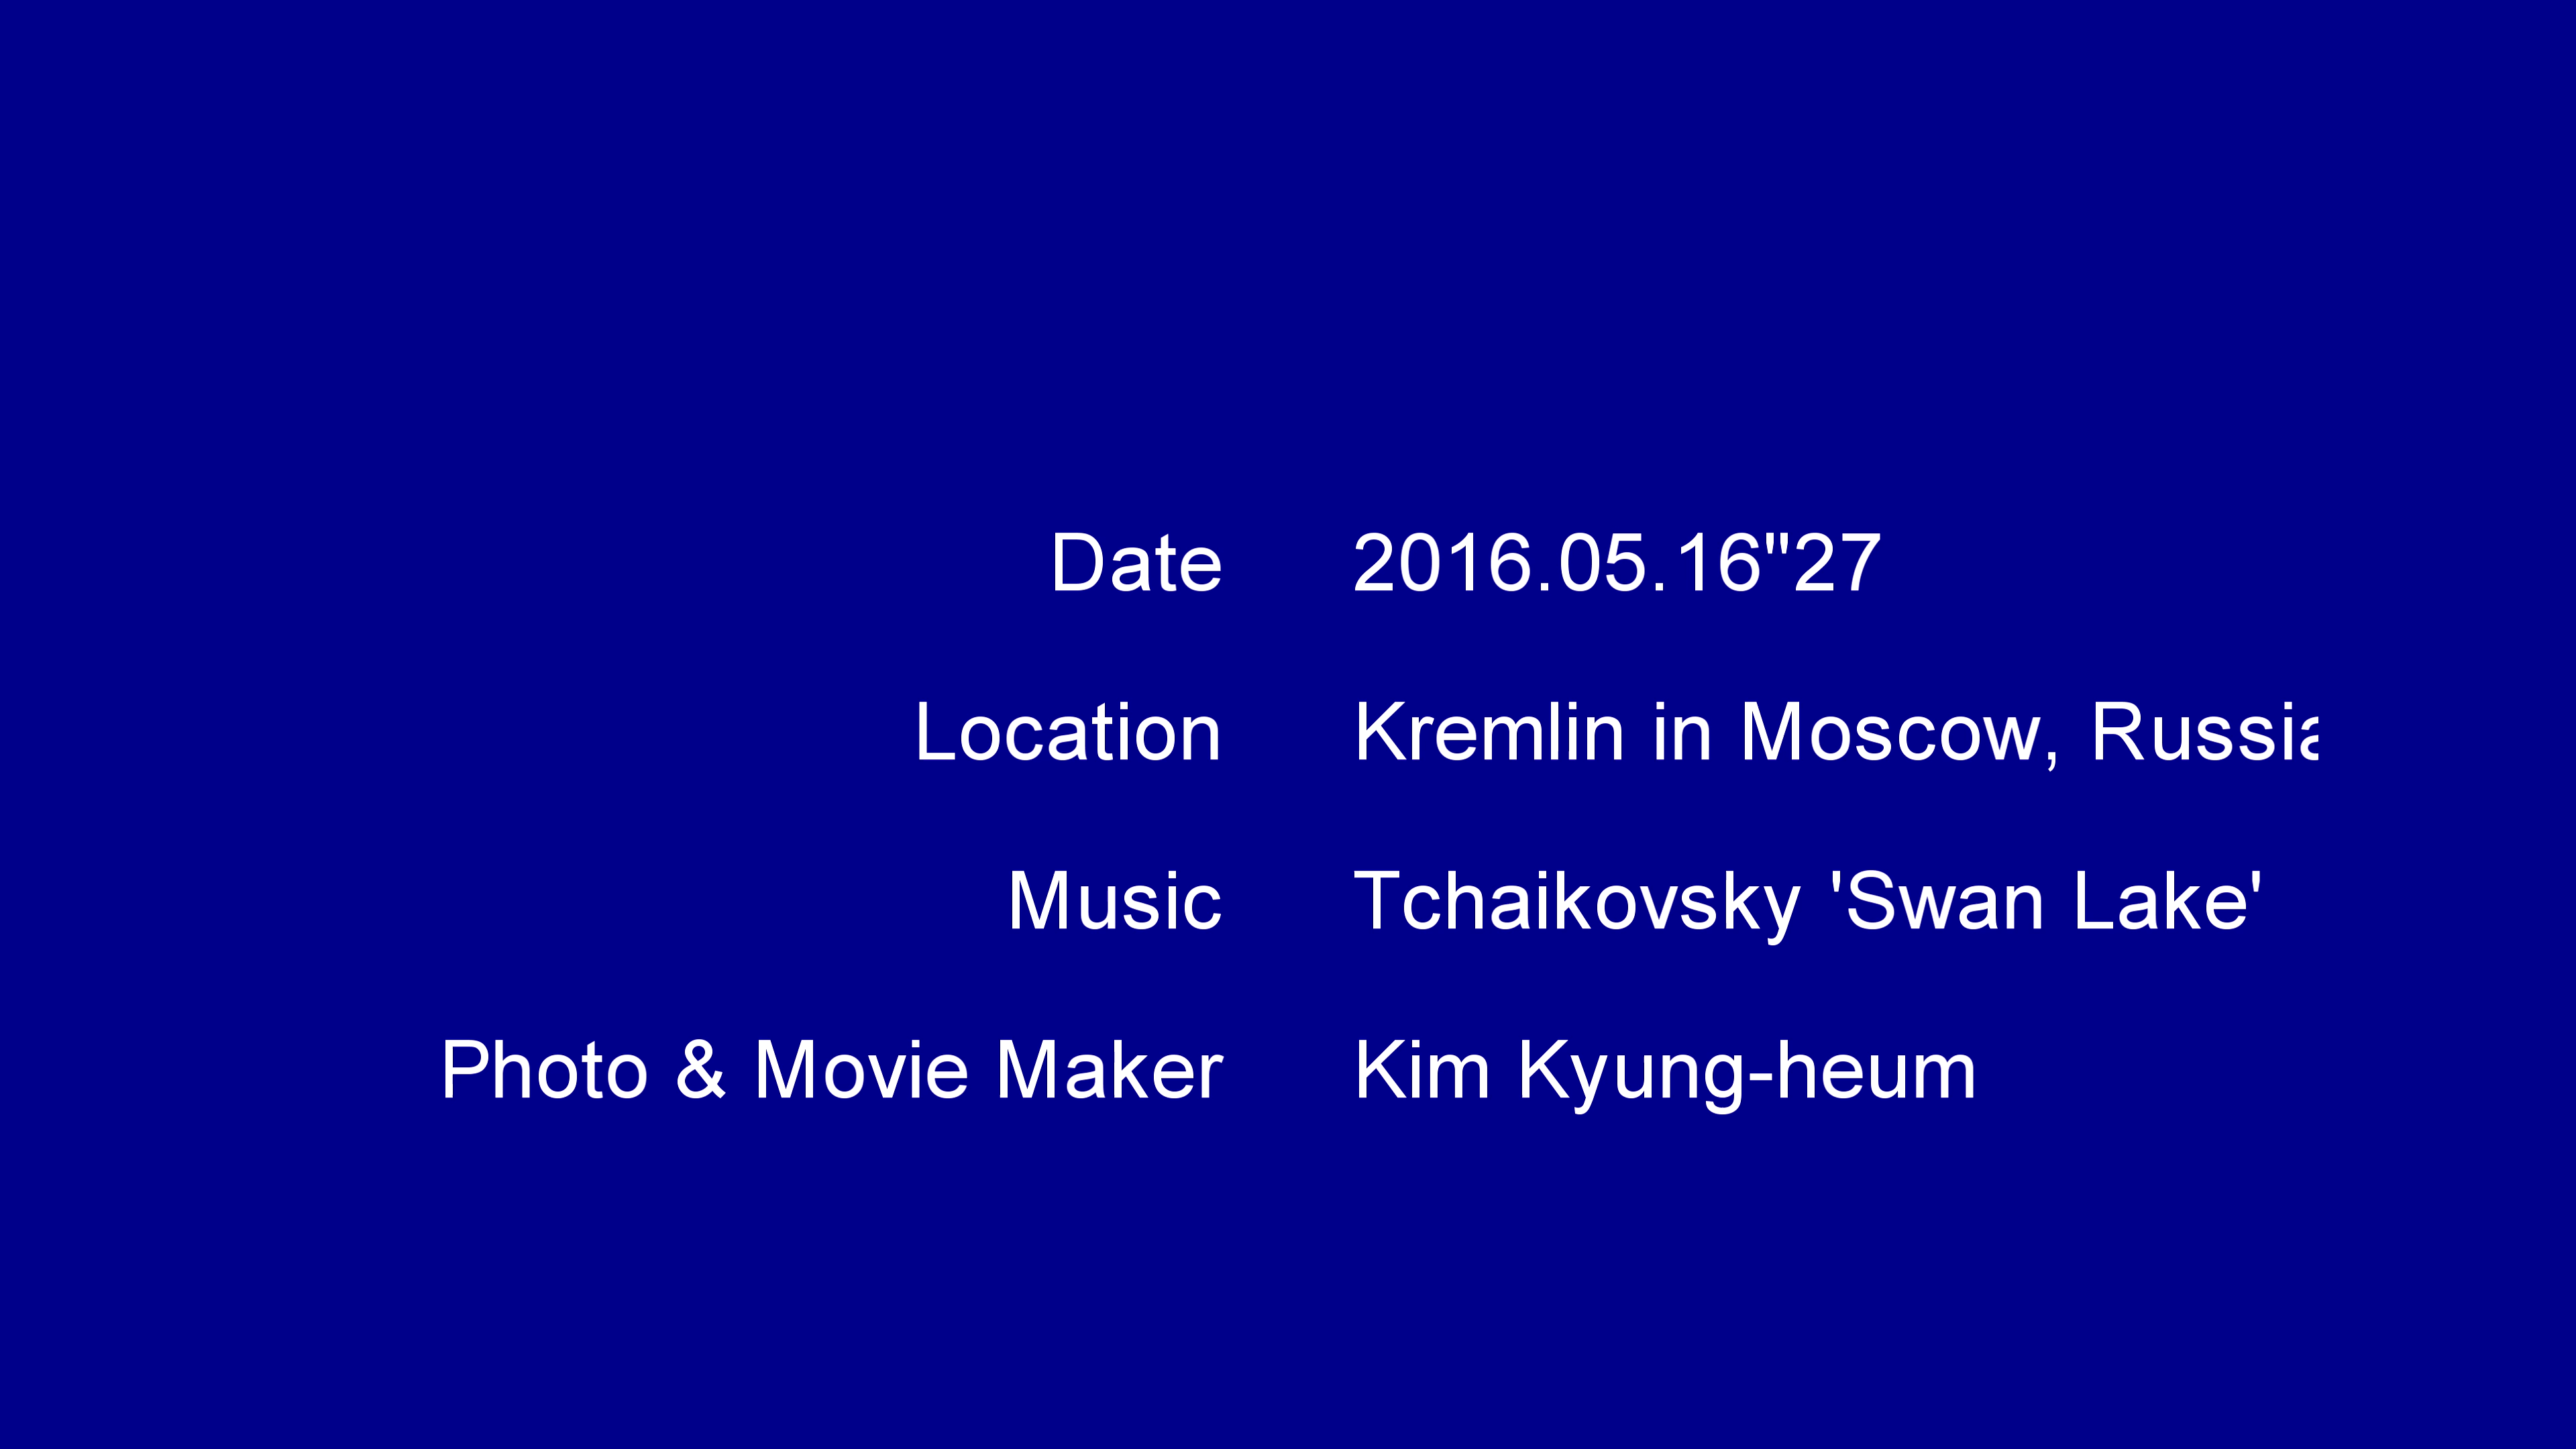 Date 2016.05.16"27
Location Kremlin in Moscow, Russia
Music Tchaikovsky 'Swan Lake'
Photo & Movie Maker Kim Kyung-heum